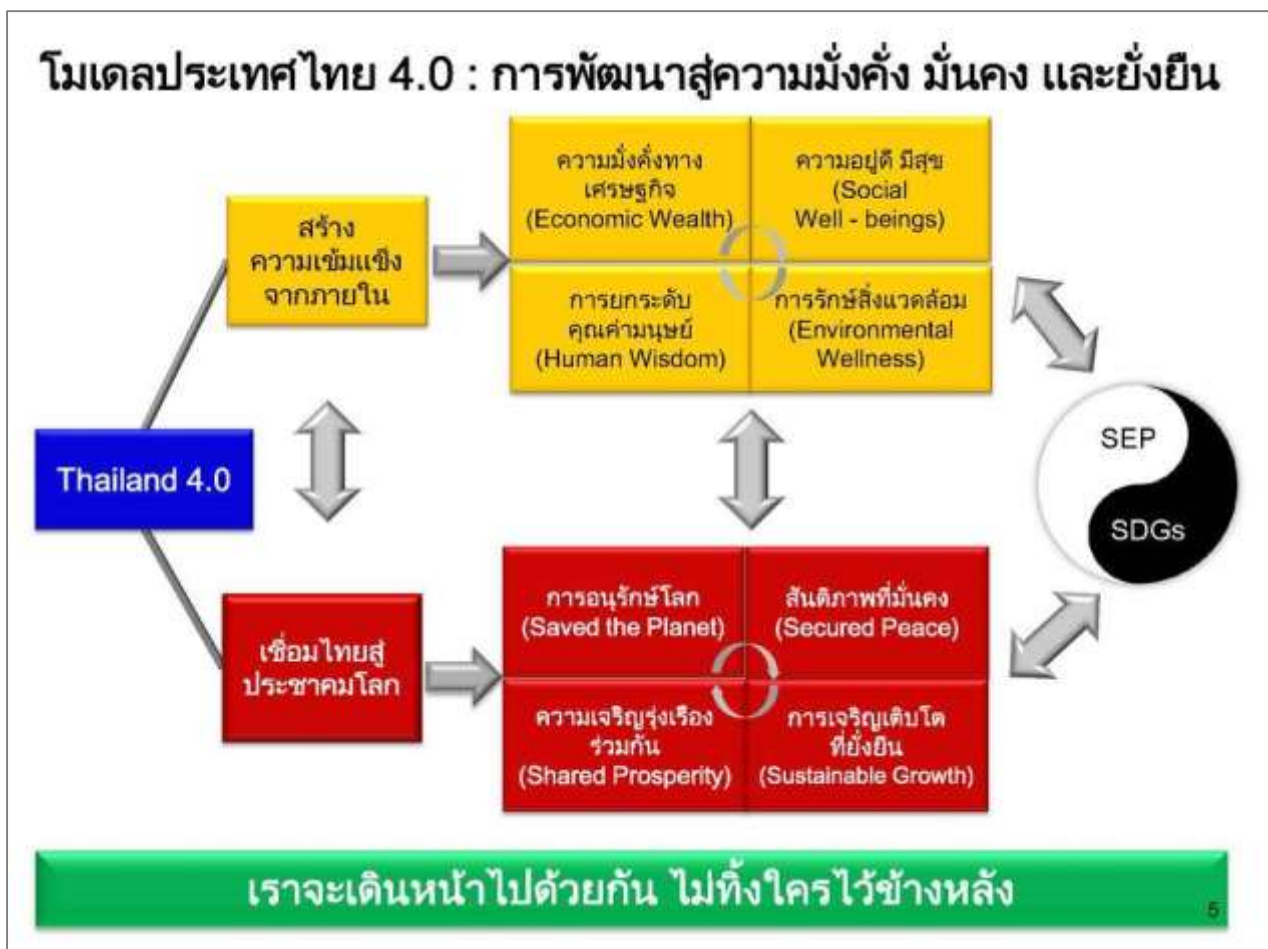 โมเดลประเทศไทย 4.0 : การพัฒนาสู่ความมั่งคั่ง มั่นคง และยั่งยืน
สร้าง
ความเข้มแข็ง
จากภายใน
ความมั่งคั่งทาง
เศรษฐกิจ
(Economic Wealth)
ความอยู่ดี มีสุข
(Social
Well - beings)
การยกระดับ
คุณค่ามนุษย์
(Human Wisdom)
การรักษ์สิ่งแวดล้อม
(Environmental
Wellness)
Thailand 4.0
SEP
SDGs
เชื่อมไทยสู่
ประชาคมโลก
การอนุรักษ์โลก
(Saved the Planet)
สันติภาพที่มั่นคง
(Secured Peace)
ความเจริญรุ่งเรือง
ร่วมกัน
(Shared Prosperity)
การเจริญเติบโต
ที่ยั่งยืน
(Sustainable Growth)
เราจะเดินหน้าไปด้วยกัน ไม่ทิ้งใครไว้ข้างหลัง
5